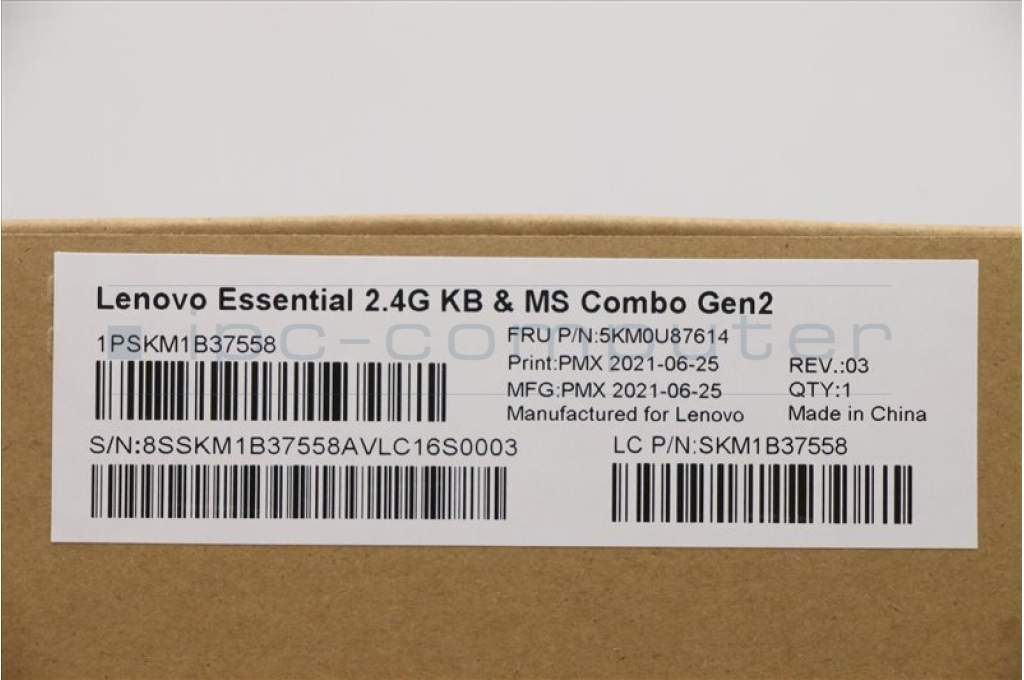 Lenovo Essential 2.4G KB & MS Combo Gen2
ipc-computer
1PSKM1B37558
FRU P/N:5KM0U87614
Print:PMX 2021-06-25
REV.:03
MFG:PMX 2021-06-25
QTY:1
Manufactured for Lenovo
Made in China
S/N:8SSKM1B37558AVLC16S0003
LC P/N:SKM1B37558